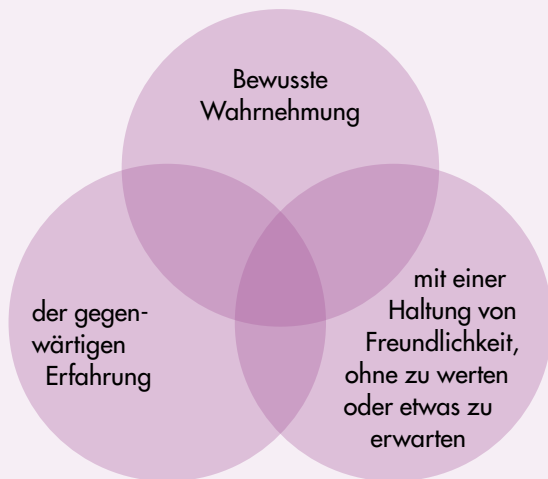 Bewusste
Wahrnehmung
der gegen-
wärtigen
Erfahrung
mit einer
Haltung von
Freundlichkeit,
ohne zu werten
oder etwas zu
erwarten